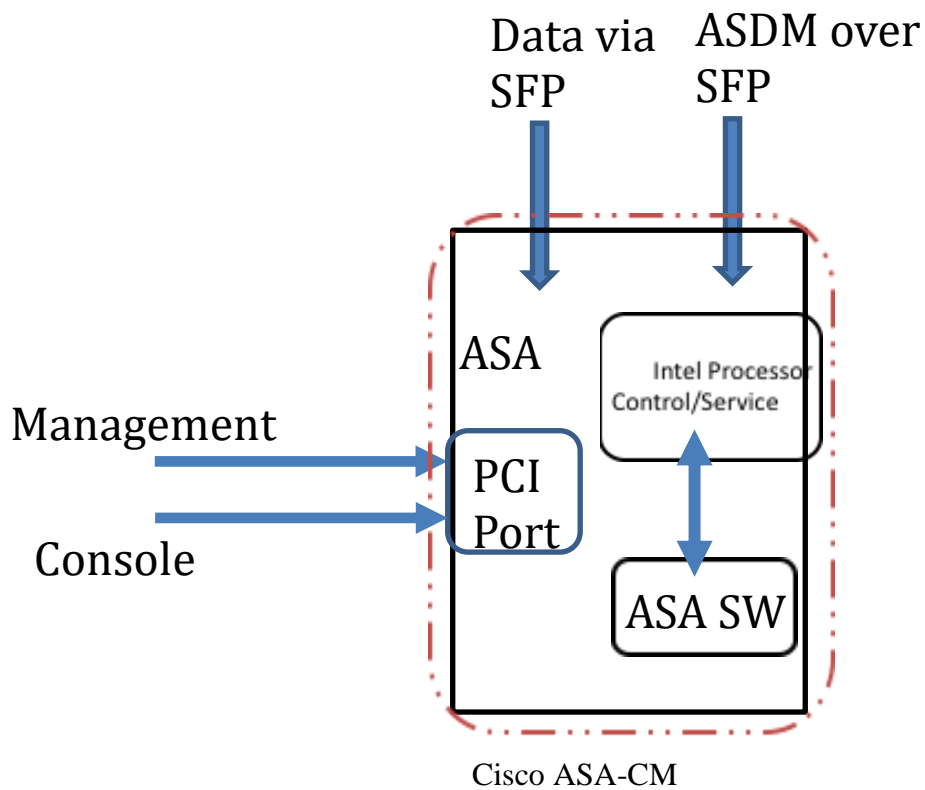 Data via
SFP
ASDM over
SFP
ASA
Intel Processor
Control/Service
Management
PCI
Port
Console
ASA SW
Cisco ASA-CM